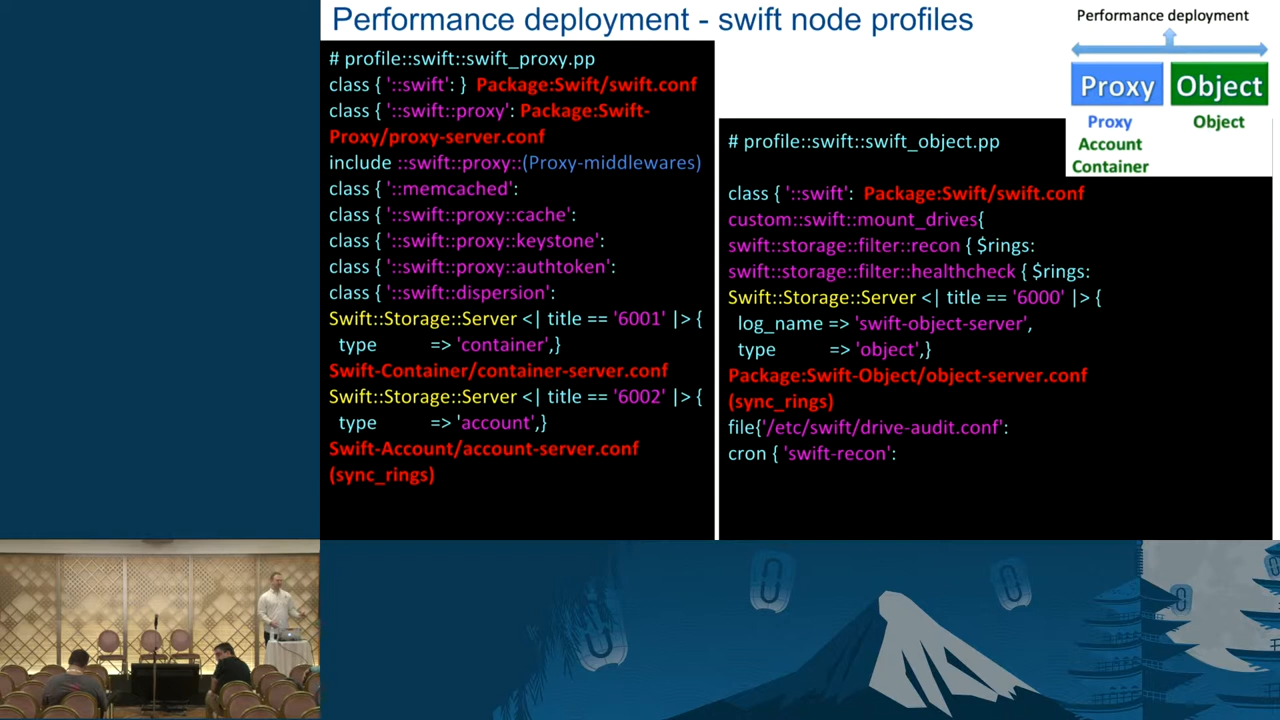 Performance deployment - swift node profiles
# profile::swift::swift_proxy.pp
class { '::swift': }  Package:Swift/swift.conf
class { '::swift::proxy': Package:Swift-
Proxy/proxy-server.conf
include ::swift::proxy::(Proxy-middlewares)
class { '::memcached':
class { '::swift::proxy::cache':
class { '::swift::proxy::keystone':
class { '::swift::proxy::authtoken':
class { '::swift::dispersion':
Swift::Storage::Server <| title == '6001' |> {
type => 'container',}
Swift-Container/container-server.conf
Swift::Storage::Server <| title == '6002' |> {
type => 'account',}
Swift-Account/account-server.conf
(sync_rings)
# profile::swift::swift_object.pp
class { '::swift':  Package:Swift/swift.conf
custom::swift::mount_drives{
swift::storage::filter::recon { $rings:
swift::storage::filter::healthcheck { $rings:
Swift::Storage::Server <| title == '6000' |> {
log_name => 'swift-object-server',
type => 'object',}
Package:Swift-Object/object-server.conf
(sync_rings)
file{'/etc/swift/drive-audit.conf':
cron { 'swift-recon':
Performance deployment
Proxy Object
Proxy Object
Account
Container